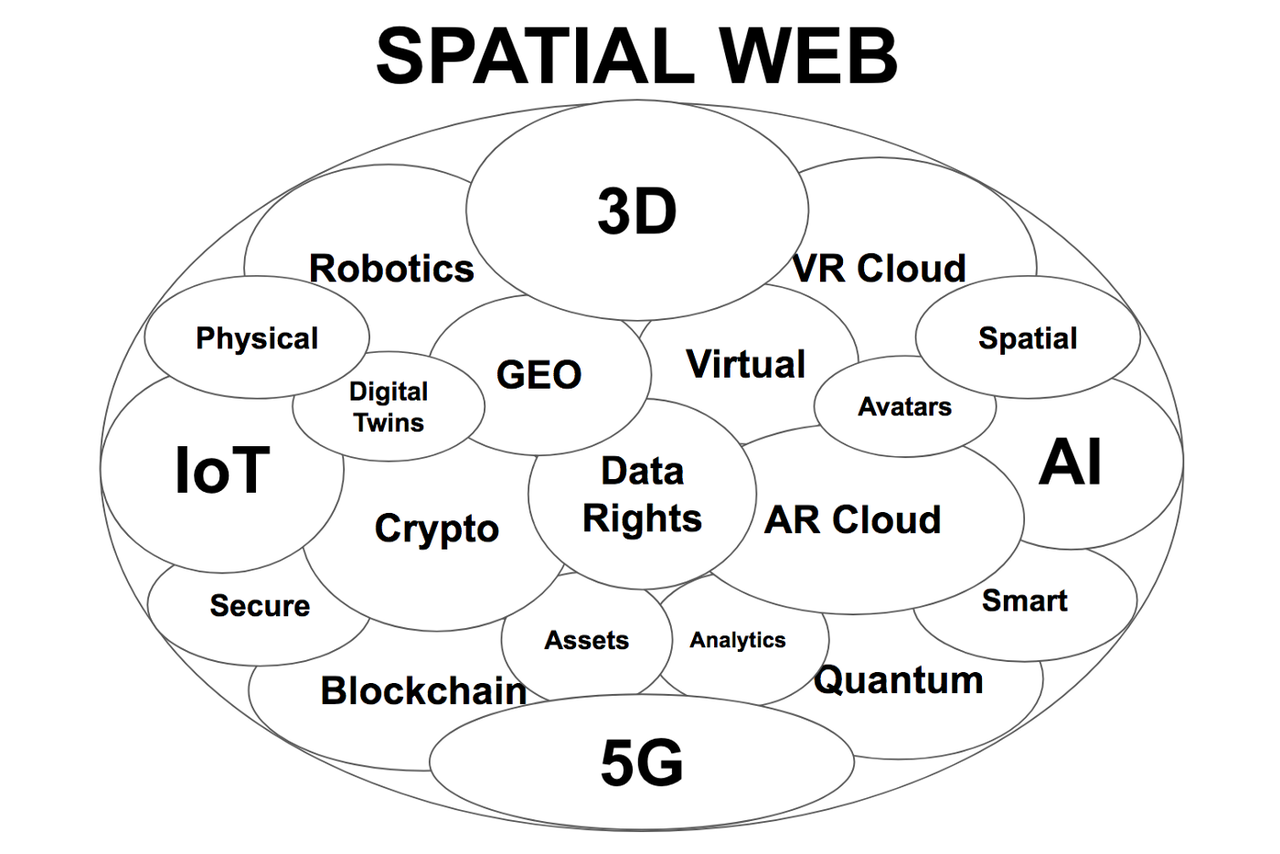 SPATIAL WEB
3D
Robotics
VR Cloud
Physical
Spatial
GEO
Virtual
Digital
Twins
Avatars
IoT
AI
Data
Rights
Crypto
AR Cloud
Secure
Smart
Assets
Analytics
Blockchain
Quantum
5G